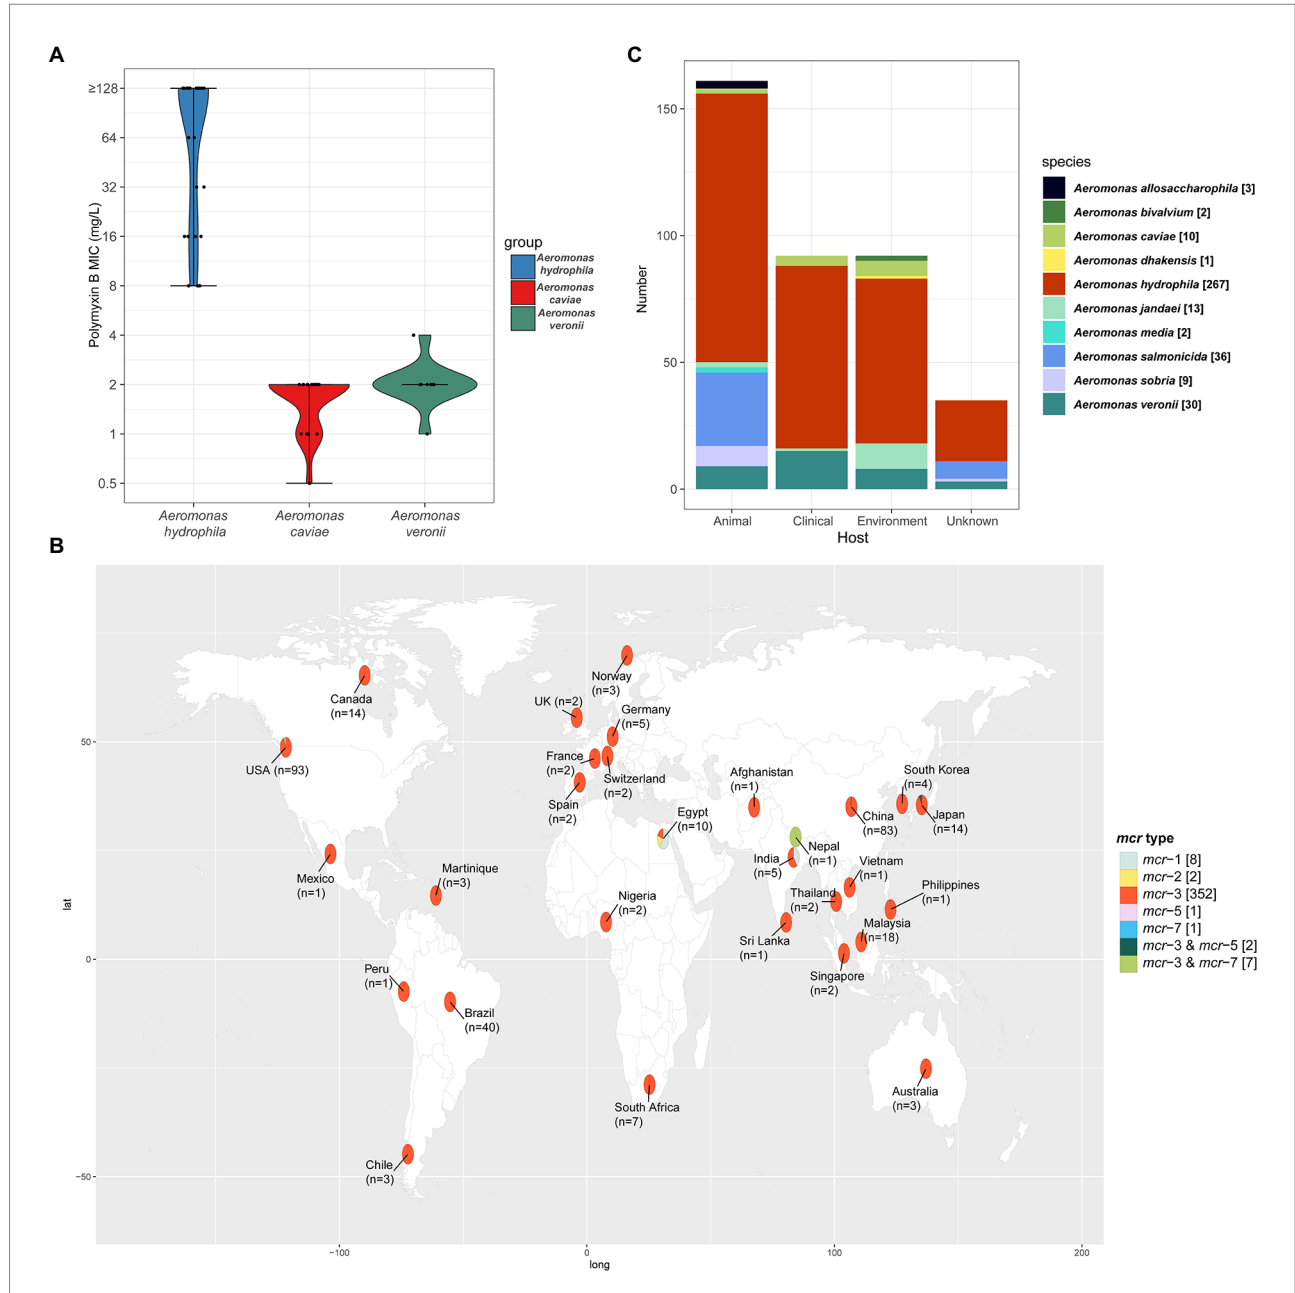 A
Polymyxin B MIC (mg/L)
≥128
64
32
16
8
4
2
1
0.5
Aeromonas
hydrophila
Aeromonas
caviae
Aeromonas
veronii
group
Aeromonas
hydrophila
Aeromonas
caviae
Aeromonas
veronii
C
Number
150
100
50
0
Animal
Clinical
Environment
Unknown
Host
species
Aeromonas allosaccharophila [3]
Aeromonas bivalvium [2]
Aeromonas caviae [10]
Aeromonas dhakensis [1]
Aeromonas hydrophila [267]
Aeromonas jandaei [13]
Aeromonas media [2]
Aeromonas salmonicida [36]
Aeromonas sobria [9]
Aeromonas veronii [30]
B
lat
50
0
−50
−100
0
100
200
long
Canada
(n=14)
USA (n=93)
Mexico
(n=1)
Martinique
(n=3)
Peru
(n=1)
Brazil
(n=40)
Chile
(n=3)
Norway
(n=3)
UK (n=2)
Germany
(n=5)
France
(n=2)
Switzerland
(n=2)
Spain
(n=2)
Egypt
(n=10)
Nigeria
(n=2)
South Africa
(n=7)
Afghanistan
(n=1)
India
(n=5)
Nepal
(n=1)
Sri Lanka
(n=1)
China
(n=83)
South Korea
(n=4)
Japan
(n=14)
Vietnam
(n=1)
Thailand
(n=2)
Philippines
(n=1)
Malaysia
(n=18)
Singapore
(n=2)
Australia
(n=3)
mcr type
mcr−1 [8]
mcr−2 [2]
mcr−3 [352]
mcr−5 [1]
mcr−7 [1]
mcr−3 & mcr−5 [2]
mcr−3 & mcr−7 [7]